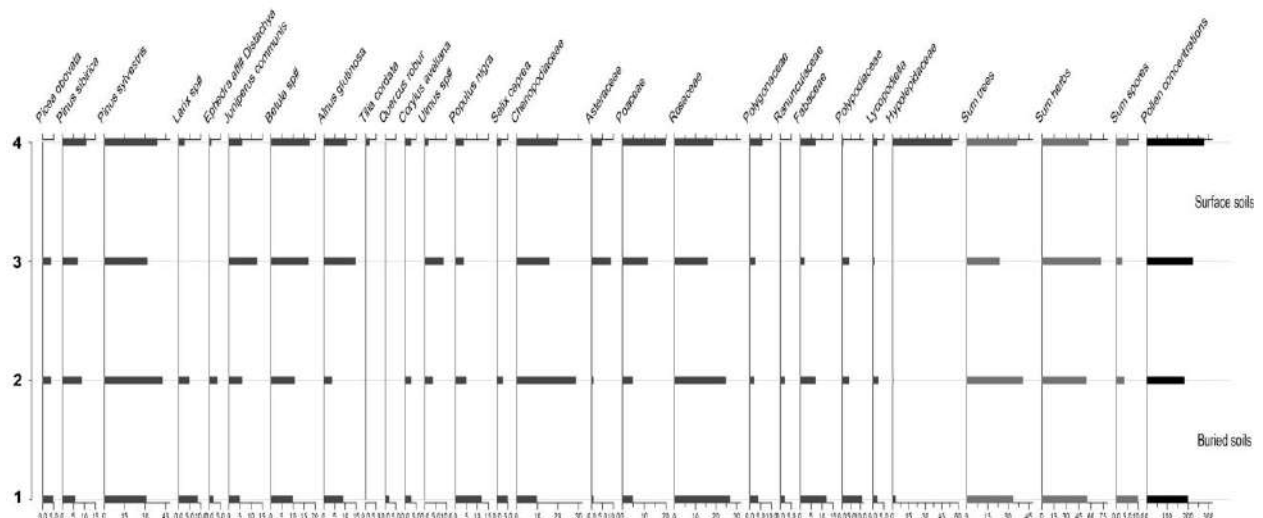 Picea obovata
Pinus sibirica
Pinus sylvestris
Larix sp#
Ephedra aff# Distachya
Juniperus communis
Betula sp#
Alnus glutinosa
Tilia cordata
Quercus robur
Corylus avellana
Ulmus sp#
Populus nigra
Salix caprea
Chenopodiaceae
Asteraceae
Poaceae
Rosaceae
Polygonaceae
Ranunculaceae
Fabaceae
Polypodiaceae
Lycopodiella
Hypolepidaceae
Sum trees
Sum herbs
Sum spores
Pollen concentrations
4
Surface soils
3
2
Buried soils
1